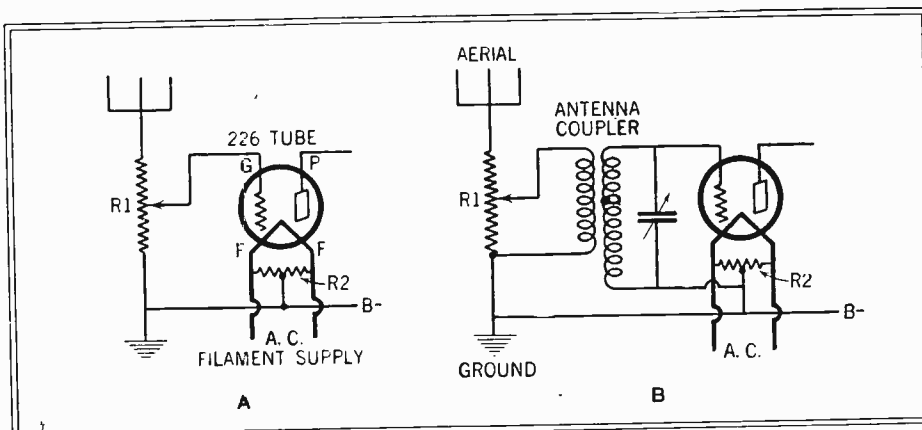 226 TUBE
G P
R1
F F
R2
B-
A. C.
FILAMENT SUPPLY
A
AERIAL
ANTENNA
COUPLER
R1
R2
B-
A. C.
GROUND
B